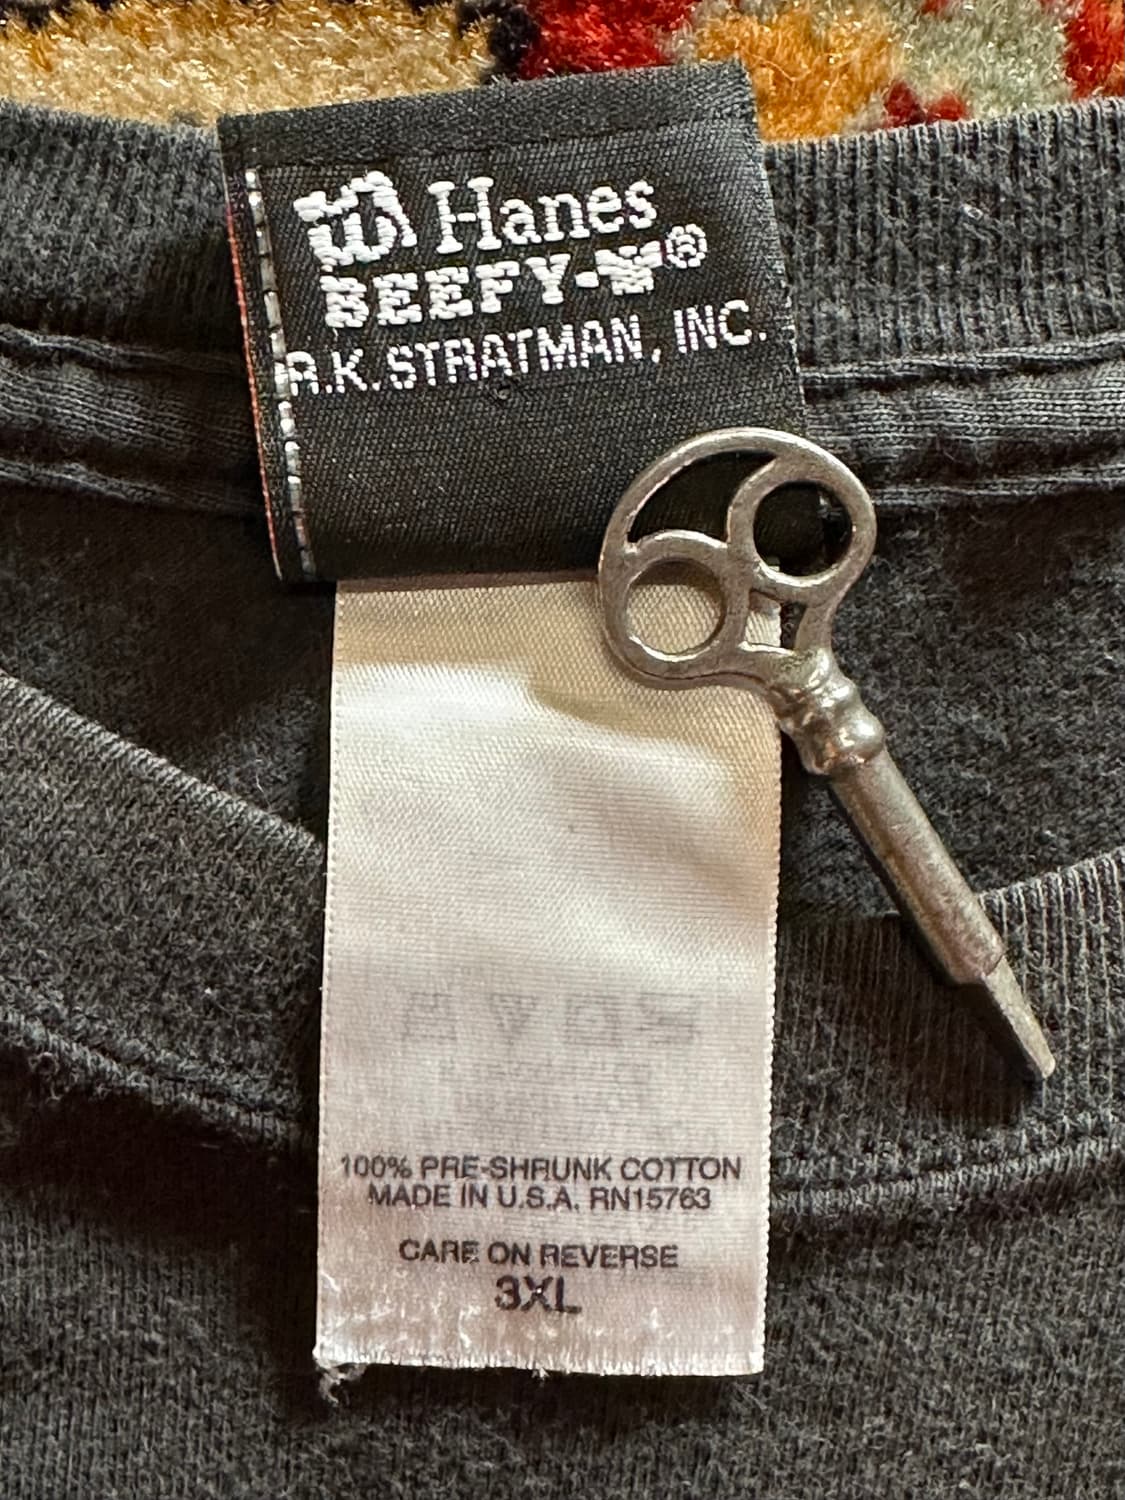 Hanes
BEEFY-T®
R.K. STRATMAN, INC.
100% PRE-SHRUNK COTTON
MADE IN U.S.A. RN15763
CARE ON REVERSE
3XL